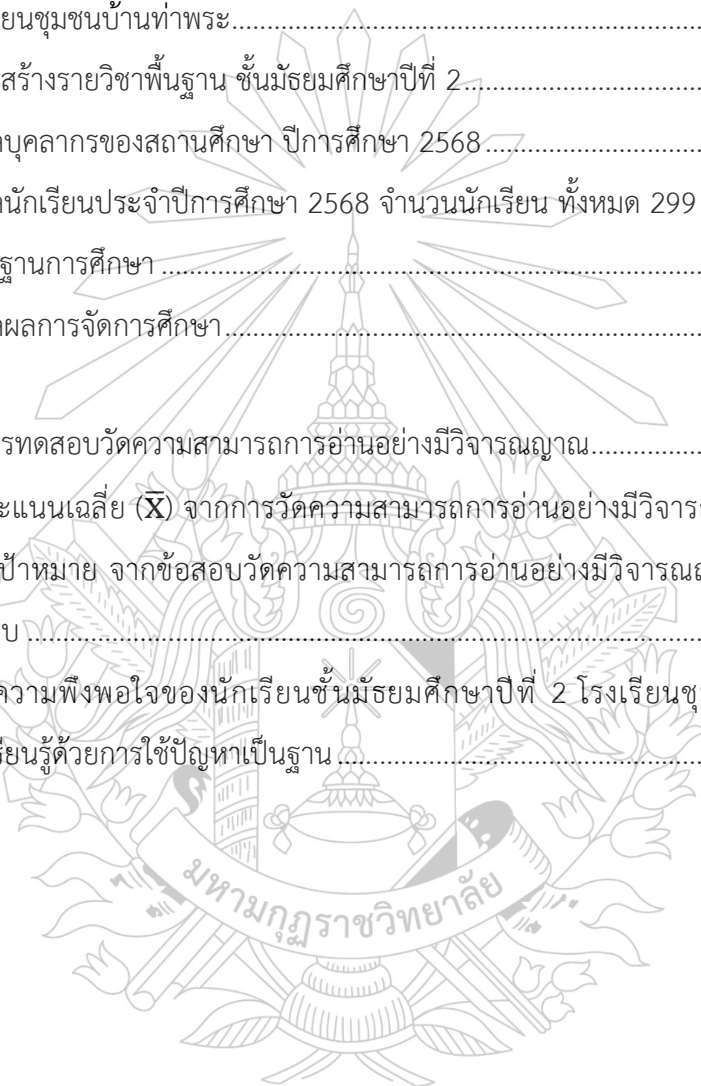 ยนชุมชนบ้านท่าพระ
สร้างรายวิชาพื้นฐาน ชั้นมัธยมศึกษาปีที่ 2
บุคลากรของสถานศึกษา ปีการศึกษา 2568
นักเรียนประจำปีการศึกษา 2568 จำนวนนักเรียน ทั้งหมด 299
ฐานการศึกษา
ผลการจัดการศึกษา
รทดสอบวัดความสามารถการอ่านอย่างมีวิจารณญาณ
ะแนนเฉลี่ย (X̅) จากการวัดความสามารถการอ่านอย่างมีวิจาร
ป้าหมาย จากข้อสอบวัดความสามารถการอ่านอย่างมีวิจารณญ
บ
ความพึงพอใจของนักเรียนชั้นมัธยมศึกษาปีที่ 2 โรงเรียนชุ
รียนรู้ด้วยการใช้ปัญหาเป็นฐาน
มหามกุฏราชวิทยาลัย